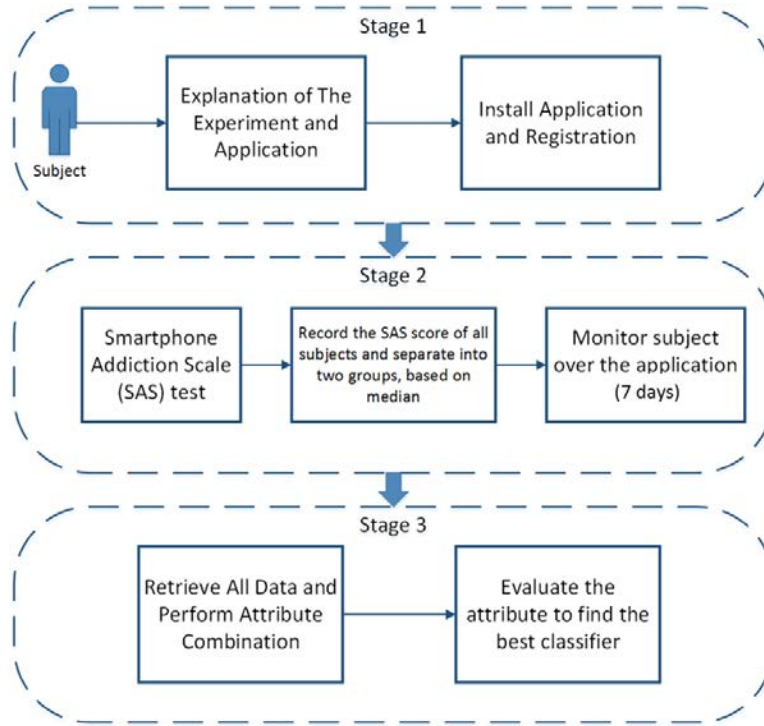 Stage 1
Subject
Explanation of The
Experiment and
Application
Install Application
and Registration
Stage 2
Smartphone
Addiction Scale
(SAS) test
Record the SAS score of all
subjects and separate into
two groups, based on
median
Monitor subject
over the application
(7 days)
Stage 3
Retrieve All Data and
Perform Attribute
Combination
Evaluate the
attribute to find the
best classifier